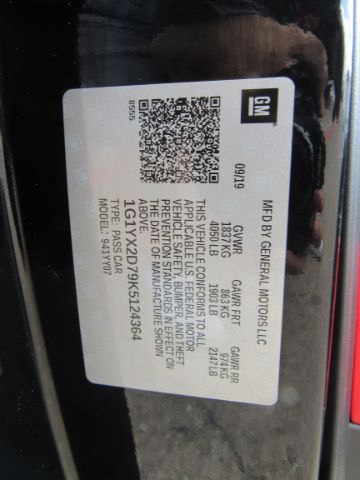 GM
MFD BY GENERAL MOTORS LLC
09/19
GVWR GAWR FRT GAWR RR
1837 KG 863 KG 974 KG
4050 LB 1903 LB 2147 LB
THIS VEHICLE CONFORMS TO ALL
APPLICABLE U.S. FEDERAL MOTOR
VEHICLE SAFETY, BUMPER, AND THEFT
PREVENTION STANDARDS IN EFFECT ON
THE DATE OF MANUFACTURE SHOWN
ABOVE.
1G1YX2D79K5124364
TYPE: PASS CAR
MODEL: 941YY07
8555